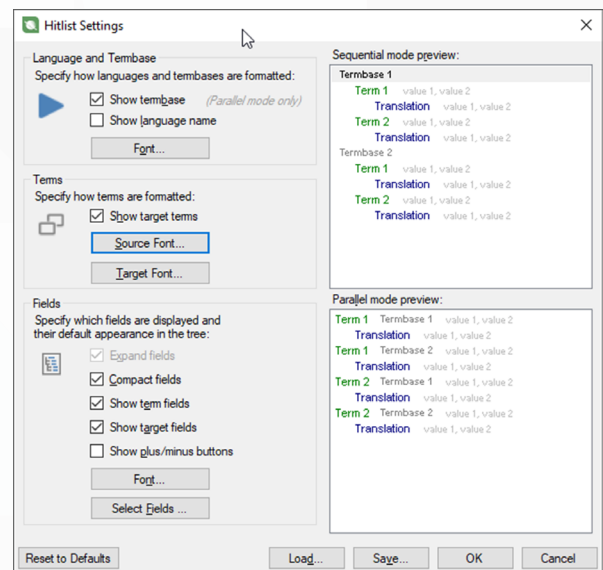 Hitlist Settings
Language and Termbase
Specify how languages and termbases are formatted:
Show termbase (Parallel mode only)
Show language name
Font...
Terms
Specify how terms are formatted:
Show target terms
Source Font...
Target Font...
Fields
Specify which fields are displayed and
their default appearance in the tree:
Expand fields
Compact fields
Show term fields
Show target fields
Show plus/minus buttons
Font...
Select Fields ...
Sequential mode preview:
Termbase 1
Term 1 value 1, value 2
Translation value 1, value 2
Term 2 value 1, value 2
Translation value 1, value 2
Termbase 2
Term 1 value 1, value 2
Translation value 1, value 2
Term 2 value 1, value 2
Translation value 1, value 2
Parallel mode preview:
Term 1 Termbase 1 value 1, value 2
Translation value 1, value 2
Term 1 Termbase 2 value 1, value 2
Translation value 1, value 2
Term 2 Termbase 1 value 1, value 2
Translation value 1, value 2
Term 2 Termbase 2 value 1, value 2
Translation value 1, value 2
Reset to Defaults Load... Save... OK Cancel